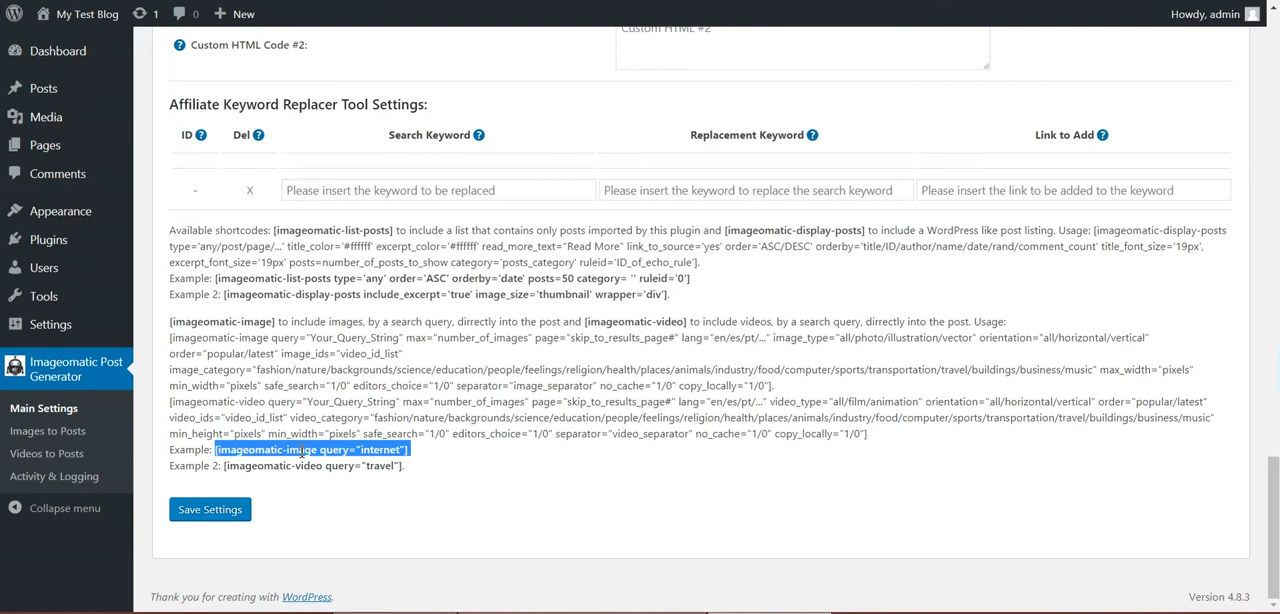 My Test Blog
1
0
New
Howdy, admin
Dashboard
Posts
Media
Pages
Comments
Appearance
Plugins
Users
Tools
Settings
Imageomatic Post
Generator
Main Settings
Images to Posts
Videos to Posts
Activity & Logging
Collapse menu
Custom HTML Code #2:
Custom HTML #2
Affiliate Keyword Replacer Tool Settings:
ID Del Search Keyword Replacement Keyword Link to Add
- X Please insert the keyword to be replaced Please insert the keyword to replace the search keyword Please insert the link to be added to the keyword
Available shortcodes: [imageomatic-list-posts] to include a list that contains only posts imported by this plugin and [imageomatic-display-posts] to include a WordPress like post listing. Usage: [imageomatic-display-posts
type='any/post/page/...' title_color='#ffffff' excerpt_color='#ffffff' read_more_text="Read More" link_to_source='yes' order='ASC/DESC' orderby='title/ID/author/name/date/rand/comment_count' title_font_size='19px',
excerpt_font_size='19px' posts=number_of_posts_to_show category='posts_category' ruleid='ID_of_echo_rule'].
Example: [imageomatic-list-posts type='any' order='ASC' orderby='date' posts=50 category= '' ruleid='0']
Example 2: [imageomatic-display-posts include_excerpt='true' image_size='thumbnail' wrapper='div'].
[imageomatic-image] to include images, by a search query, dirrectly into the post and [imageomatic-video] to include videos, by a search query, dirrectly into the post. Usage:
[imageomatic-image query="Your_Query_String" max="number_of_images" page="skip_to_results_page#" lang="en/es/pt/..." image_type="all/photo/illustration/vector" orientation="all/horizontal/vertical"
order="popular/latest" image_ids="video_id_list"
image_category="fashion/nature/backgrounds/science/education/people/feelings/religion/health/places/animals/industry/food/computer/sports/transportation/travel/buildings/business/music" max_width="pixels"
min_width="pixels" safe_search="1/0" editors_choice="1/0" separator="image_separator" no_cache="1/0" copy_locally="1/0"].
[imageomatic-video query="Your_Query_String" max="number_of_images" page="skip_to_results_page#" lang="en/es/pt/..." video_type="all/film/animation" orientation="all/horizontal/vertical" order="popular/latest"
video_ids="video_id_list" video_category="fashion/nature/backgrounds/science/education/people/feelings/religion/health/places/animals/industry/food/computer/sports/transportation/travel/buildings/business/music"
min_height="pixels" min_width="pixels" safe_search="1/0" editors_choice="1/0" separator="video_separator" no_cache="1/0" copy_locally="1/0"]
Example: [imageomatic-image query="internet"]
Example 2: [imageomatic-video query="travel"].
Save Settings
Thank you for creating with WordPress.
Version 4.8.3